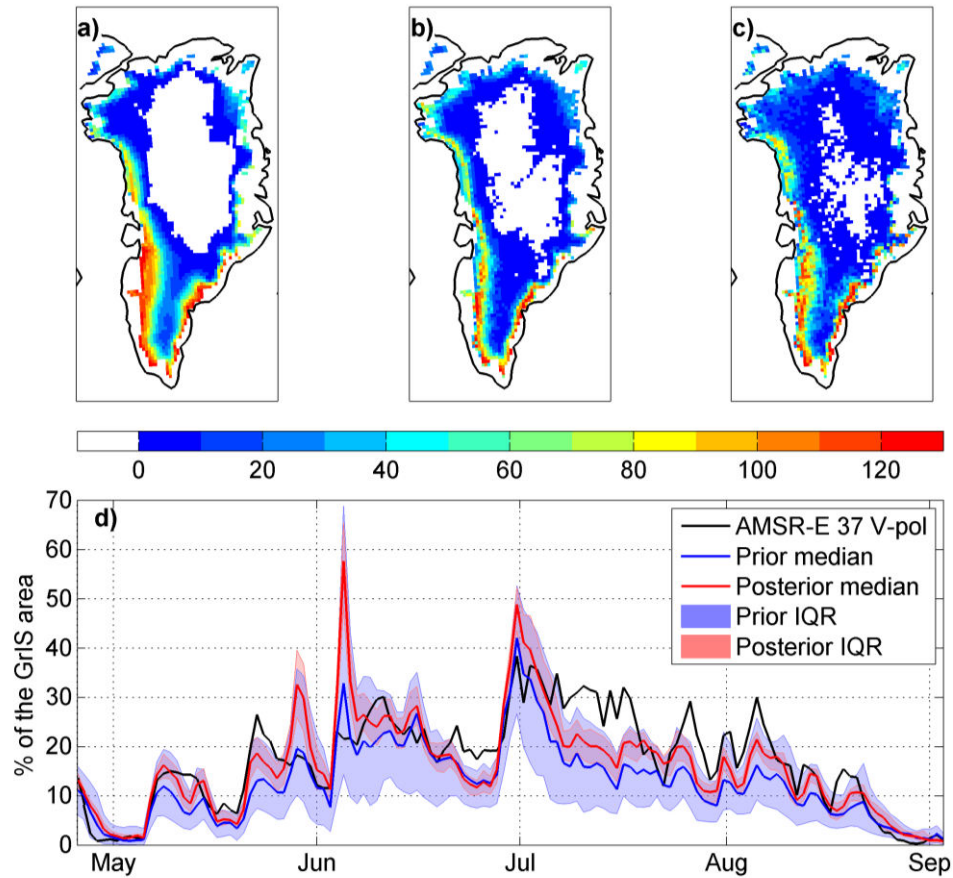 a)
b)
c)
0 20 40 60 80 100 120
d)
% of the GrIS area
70
60
50
40
30
20
10
0
AMSR-E 37 V-pol
Prior median
Posterior median
Prior IQR
Posterior IQR
May Jun Jul Aug Sep